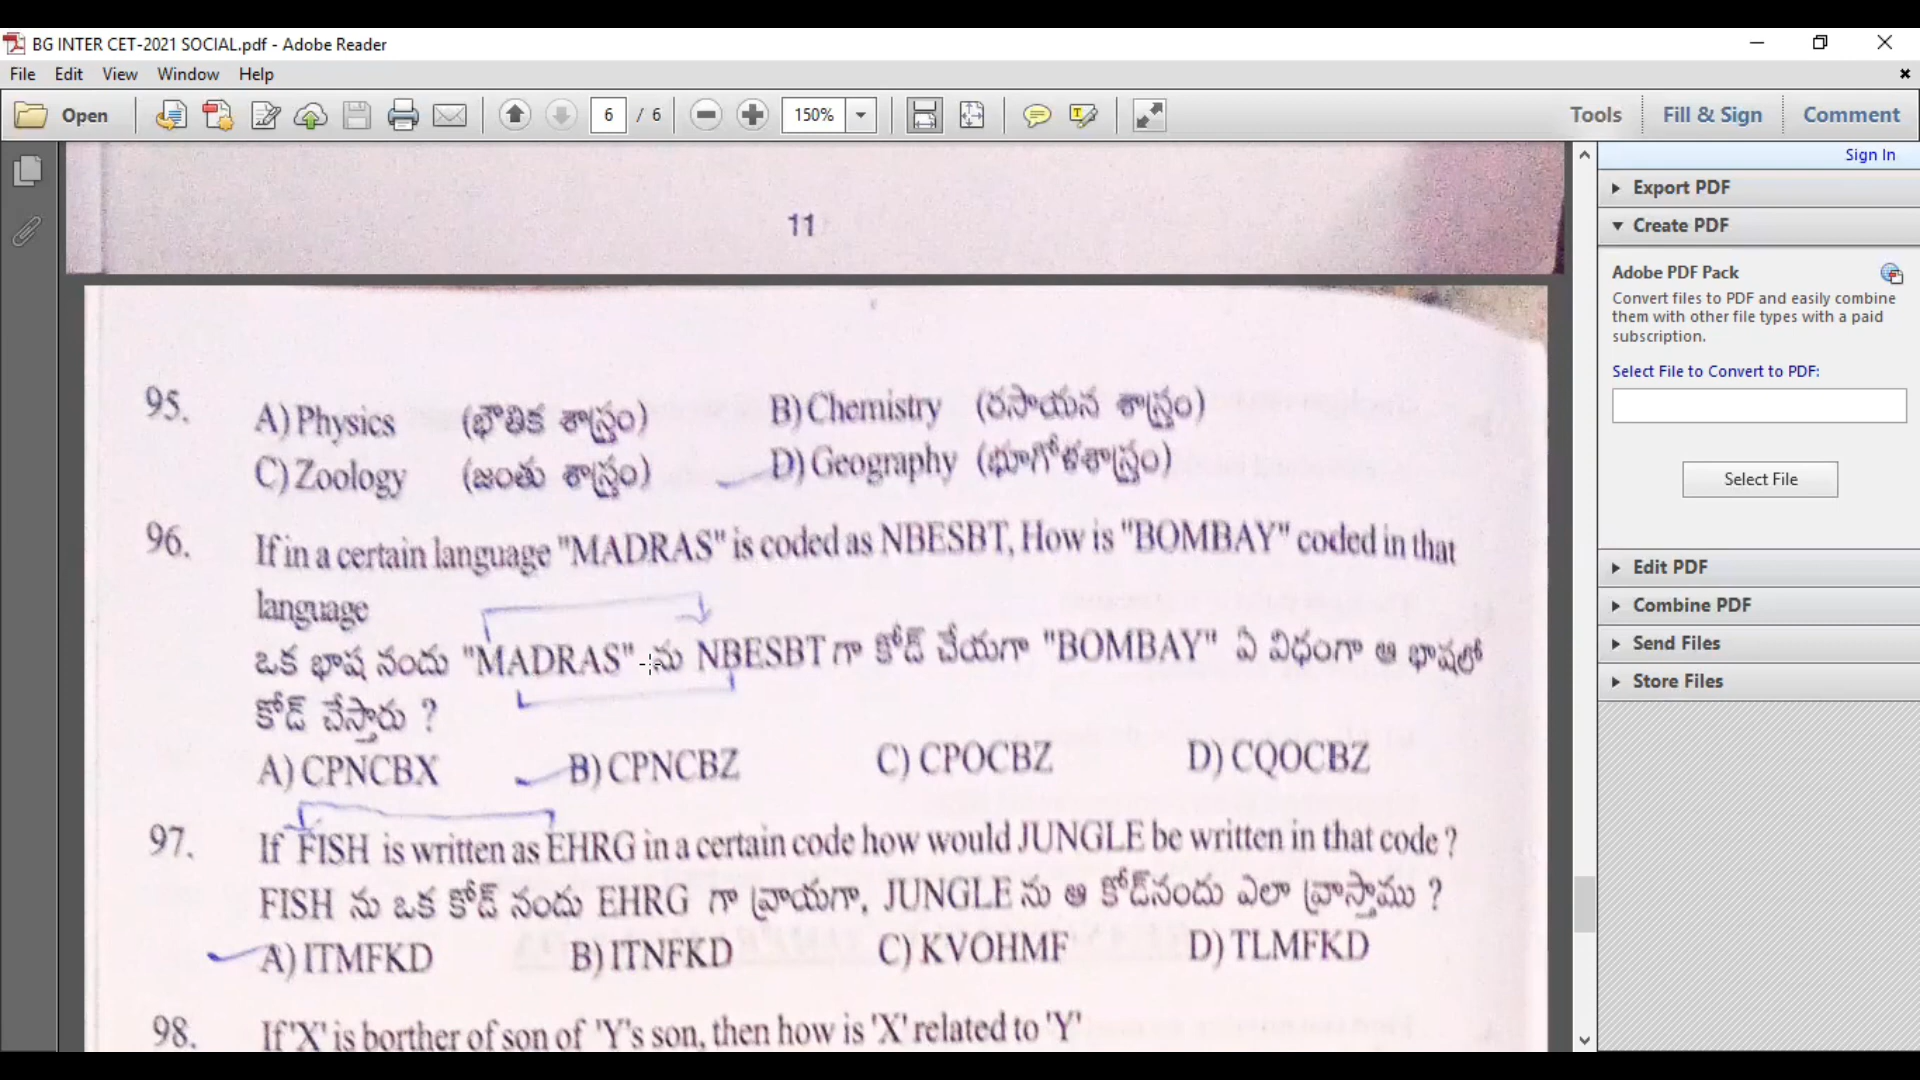 BG INTER CET-2021 SOCIAL.pdf - Adobe Reader
File Edit View Window Help
Open 6 / 6 150% Tools Fill & Sign Comment
Sign In
Export PDF
Create PDF
Adobe PDF Pack
Convert files to PDF and easily combine
them with other file types with a paid
subscription.
Select File to Convert to PDF:
Select File
Edit PDF
Combine PDF
Send Files
Store Files
11
95. A) Physics (భౌతిక శాస్త్రం) B) Chemistry (రసాయన శాస్త్రం)
C) Zoology (జంతు శాస్త్రం) D) Geography (భూగోళశాస్త్రం)
96. If in a certain language "MADRAS" is coded as NBESBT, How is "BOMBAY" coded in that
language
ఒక భాష నందు "MADRAS" ను NBESBT గా కోడ్ చేయగా "BOMBAY" ఏ విధంగా ఆ భాషలో
కోడ్ చేస్తారు ?
A) CPNCBX B) CPNCBZ C) CPOCBZ D) CQOCBZ
97. If FISH is written as EHRG in a certain code how would JUNGLE be written in that code ?
FISH ను ఒక కోడ్ నందు EHRG గా వ్రాయగా, JUNGLE ను ఆ కోడ్‌నందు ఎలా వ్రాస్తాము ?
A) ITMFKD B) ITNFKD C) KVOHMF D) TLMFKD
98. If 'X' is borther of son of 'Y's son, then how is 'X' related to 'Y'